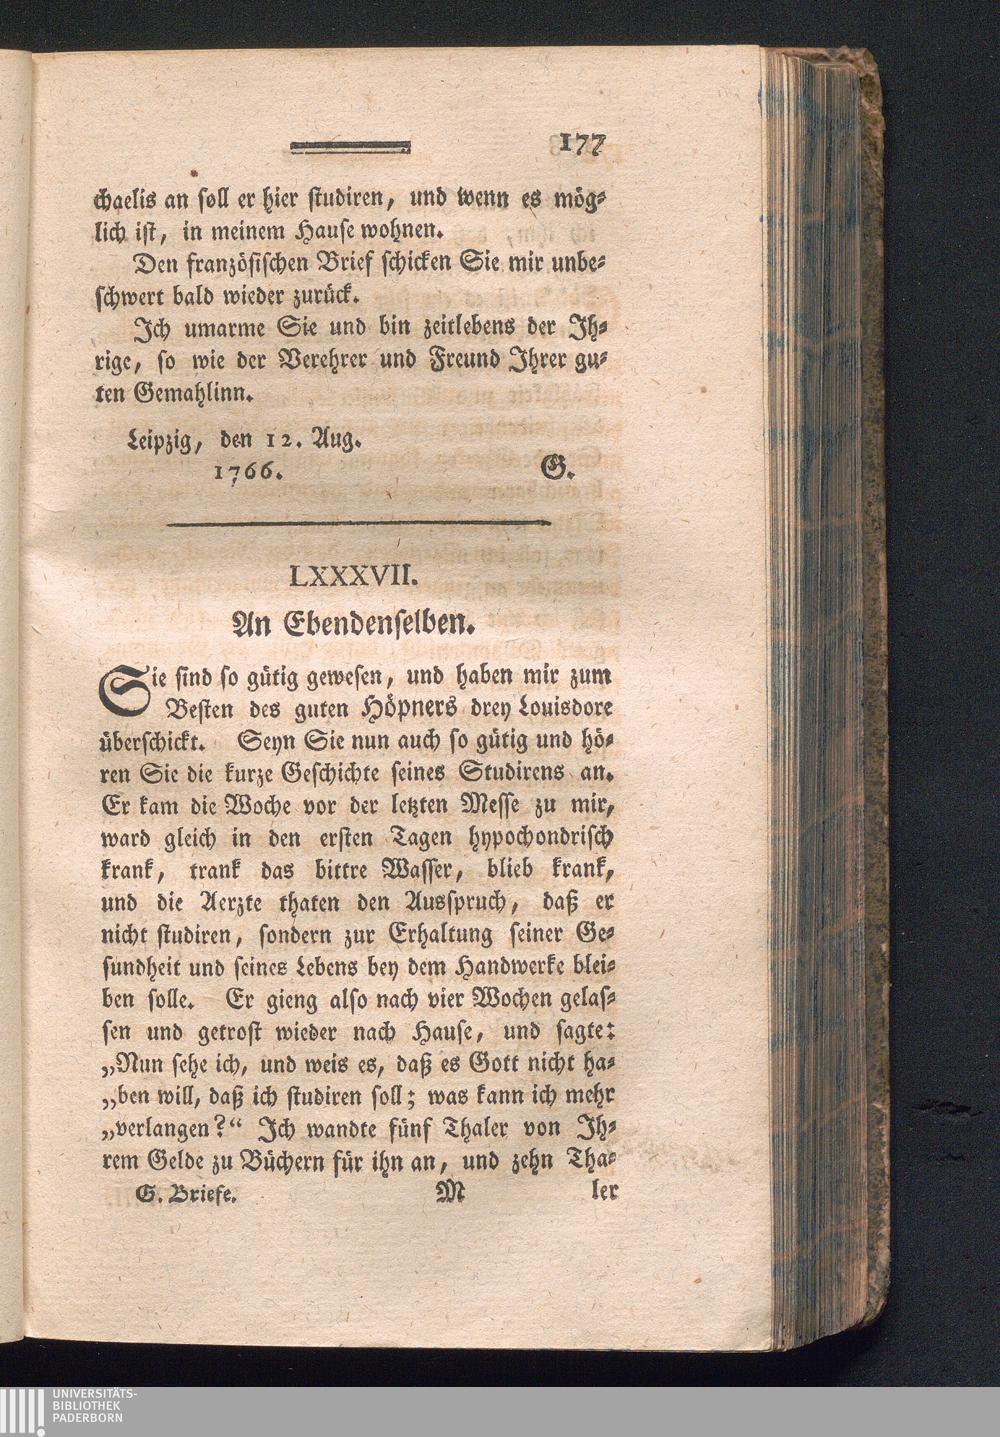 177
chaelis an soll er hier studiren, und wenn es mög-
lich ist, in meinem Hause wohnen.
Den französischen Brief schicken Sie mir unbe-
schwert bald wieder zurück.
Ich umarme Sie und bin zeitlebens der Ih-
rige, so wie der Verehrer und Freund Ihrer gu-
ten Gemahlinn.
Leipzig, den 12. Aug.
1766. G.
LXXXVII.
An Ebendenselben.
Sie sind so gütig gewesen, und haben mir zum
Besten des guten Höpners drey Louisdore
überschickt. Seyn Sie nun auch so gütig und hö-
ren Sie die kurze Geschichte seines Studirens an.
Er kam die Woche vor der letzten Messe zu mir,
ward gleich in den ersten Tagen hypochondrisch
krank, trank das bittre Wasser, blieb krank,
und die Aerzte thaten den Ausspruch, daß er
nicht studiren, sondern zur Erhaltung seiner Ge-
sundheit und seines Lebens bey dem Handwerke blei-
ben solle. Er gieng also nach vier Wochen gelas-
sen und getrost wieder nach Hause, und sagte:
„Nun sehe ich, und weis es, daß es Gott nicht ha-
„ben will, daß ich studiren soll; was kann ich mehr
„verlangen?“ Ich wandte fünf Thaler von Ih-
rem Gelde zu Büchern für ihn an, und zehn Tha-
G. Briefe. M ler
UNIVERSITÄTS-
BIBLIOTHEK
PADERBORN